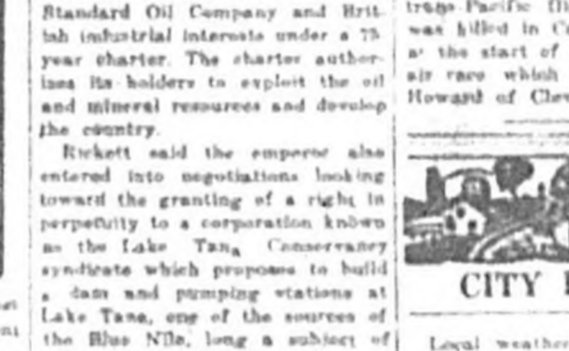 Standard Oil Company and Brit-
ish industrial interests under a 75
year charter. The charter author-
izes its holders to exploit the oil
and mineral resources and develop
the country.
Rickett said the emperor also
entered into negotiations looking
toward the granting of a right in
perpetuity to a corporation known
as the Lake Tana Conservancy
syndicate which proposes to build
a dam and pumping stations at
Lake Tana, one of the sources of
the Blue Nile, long a subject of
trans-Pacific
was killed in
at the start of
air race which
Howard of
CITY
Local weather